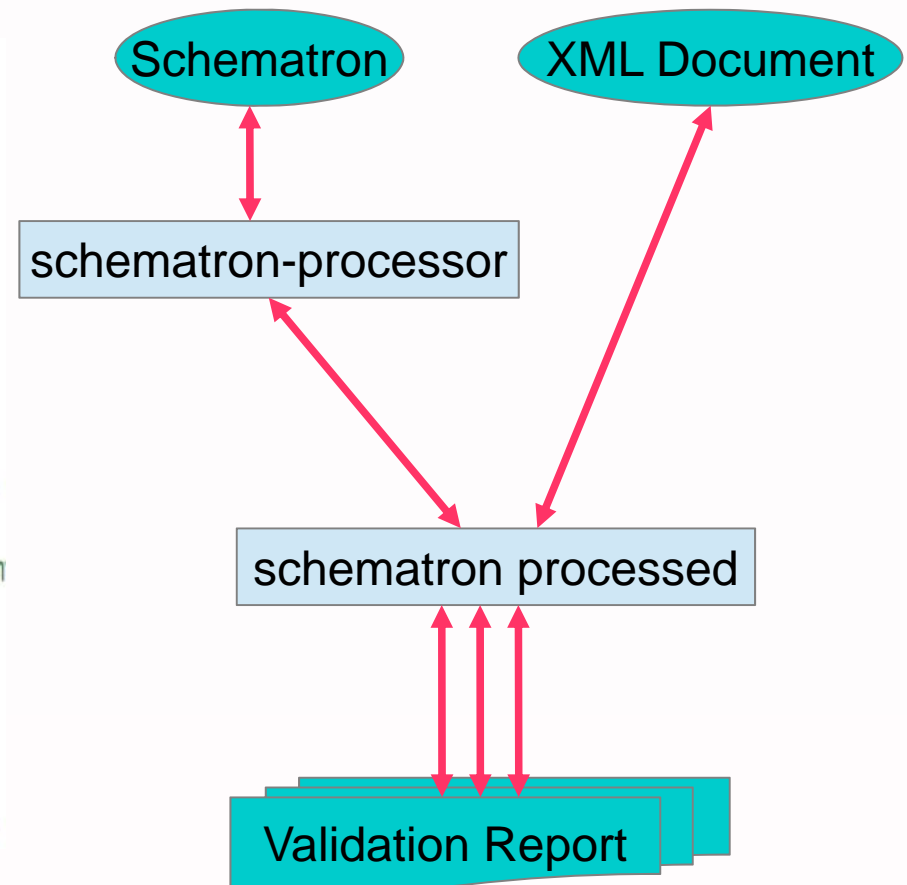 Schematron
XML Document
schematron-processor
schematron processed
Validation Report